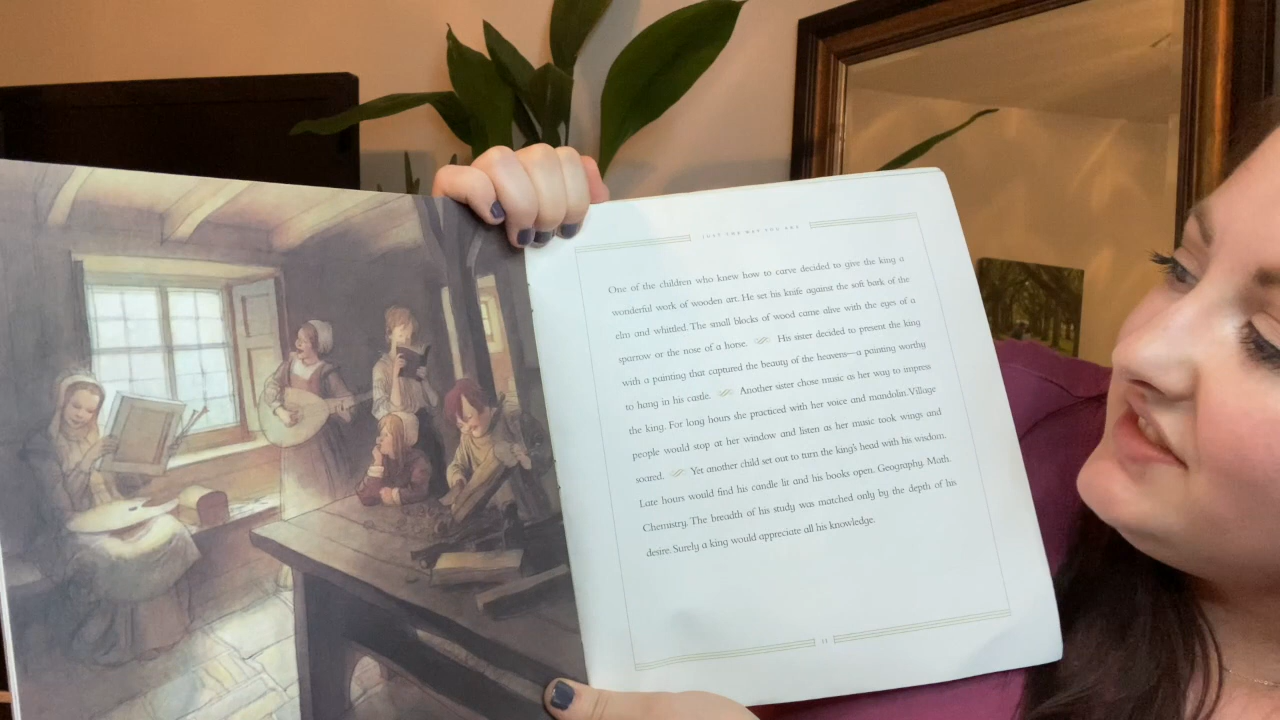 JUST THE WAY YOU ARE
One of the children who knew how to carve decided to give the king a
wonderful work of wooden art. He set his knife against the soft bark of the
elm and whittled. The small blocks of wood came alive with the eyes of a
sparrow or the nose of a horse. His sister decided to present the king
with a painting that captured the beauty of the heavens—a painting worthy
to hang in his castle. Another sister chose music as her way to impress
the king. For long hours she practiced with her voice and mandolin. Village
people would stop at her window and listen as her music took wings and
soared. Yet another child set out to turn the king's head with his wisdom.
Late hours would find his candle lit and his books open. Geography. Math.
Chemistry. The breadth of his study was matched only by the depth of his
desire. Surely a king would appreciate all his knowledge.